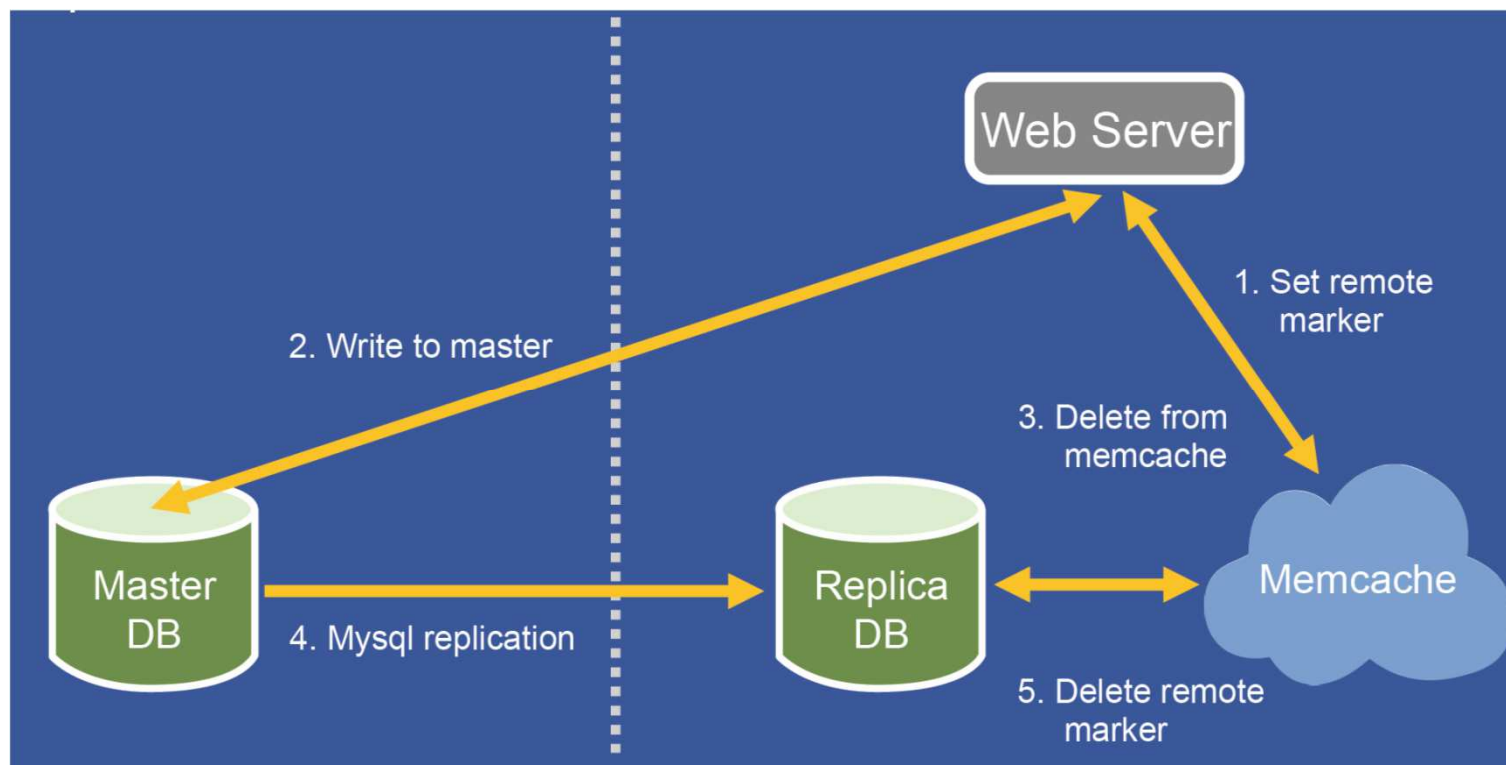 Web Server
1. Set remote
marker
2. Write to master
3. Delete from
memcache
Master
DB
Replica
DB
Memcache
4. Mysql replication
5. Delete remote
marker